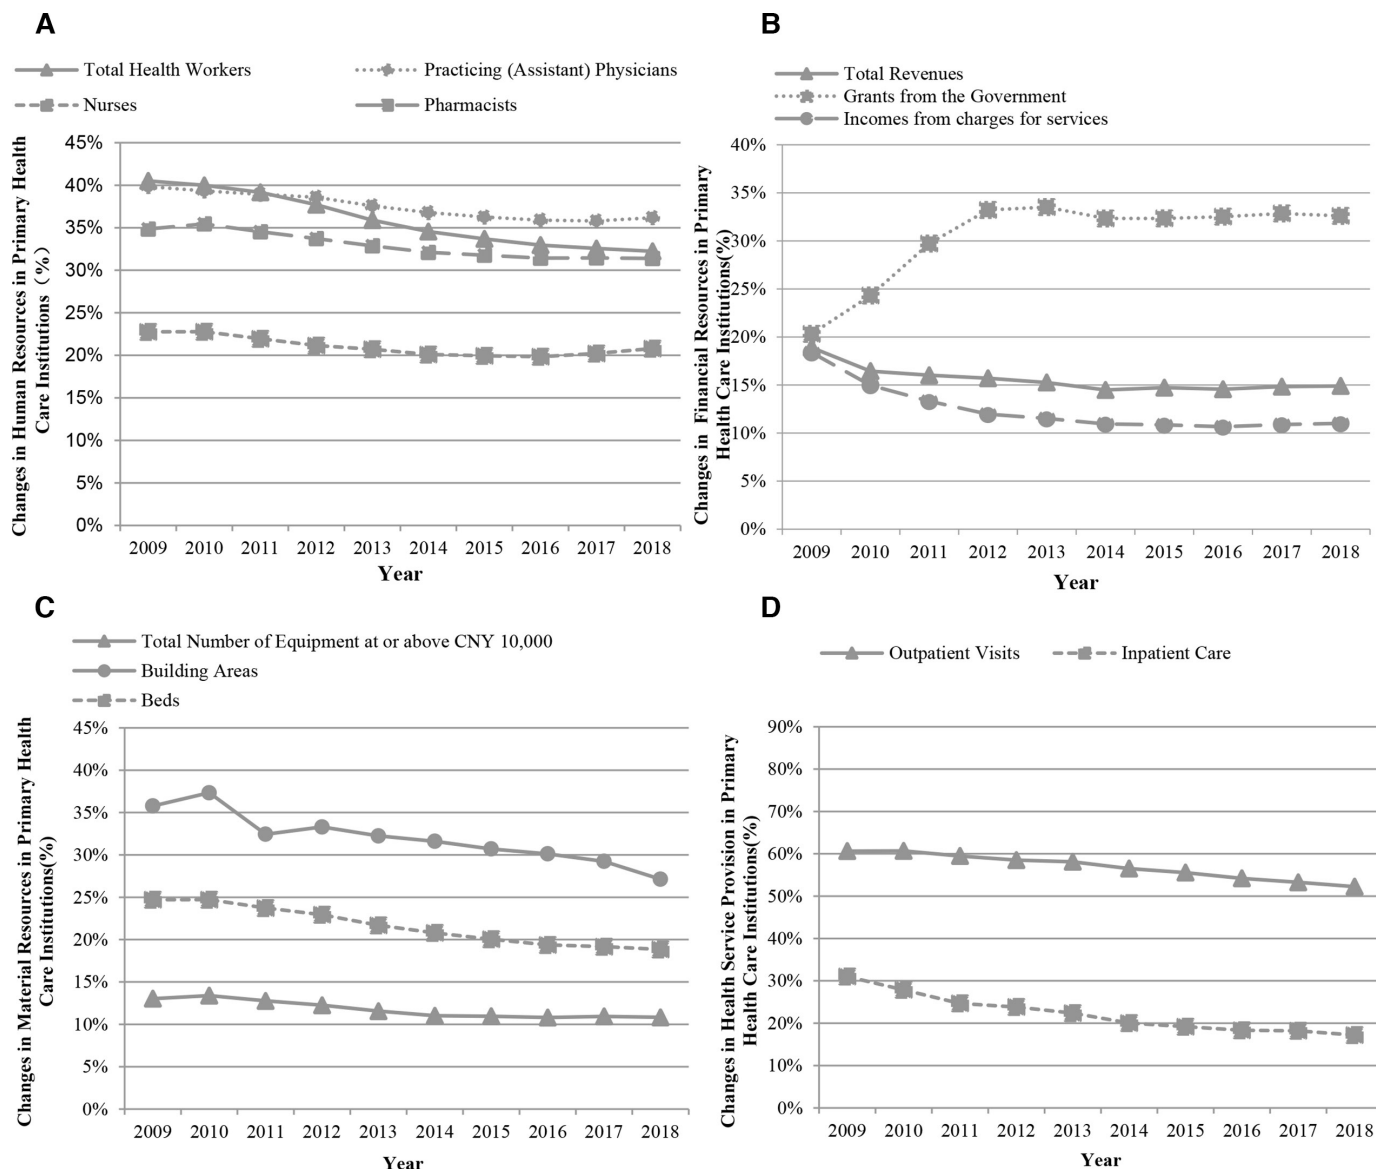 A
Total Health Workers
Practicing (Assistant) Physicians
Nurses
Pharmacists
Changes in Human Resources in Primary Health
Care Institutions（%）
45%
40%
35%
30%
25%
20%
15%
10%
5%
0%
2009 2010 2011 2012 2013 2014 2015 2016 2017 2018
Year
B
Total Revenues
Grants from the Government
Incomes from charges for services
Changes in Financial Resources in Primary
Health Care Institutions(%)
40%
35%
30%
25%
20%
15%
10%
5%
0%
2009 2010 2011 2012 2013 2014 2015 2016 2017 2018
Year
C
Total Number of Equipment at or above CNY 10,000
Building Areas
Beds
Changes in Material Resources in Primary Health
Care Institutions(%)
45%
40%
35%
30%
25%
20%
15%
10%
5%
0%
2009 2010 2011 2012 2013 2014 2015 2016 2017 2018
Year
D
Outpatient Visits
Inpatient Care
Changes in Health Service Provision in Primary
Health Care Institutions(%)
90%
80%
70%
60%
50%
40%
30%
20%
10%
0%
2009 2010 2011 2012 2013 2014 2015 2016 2017 2018
Year